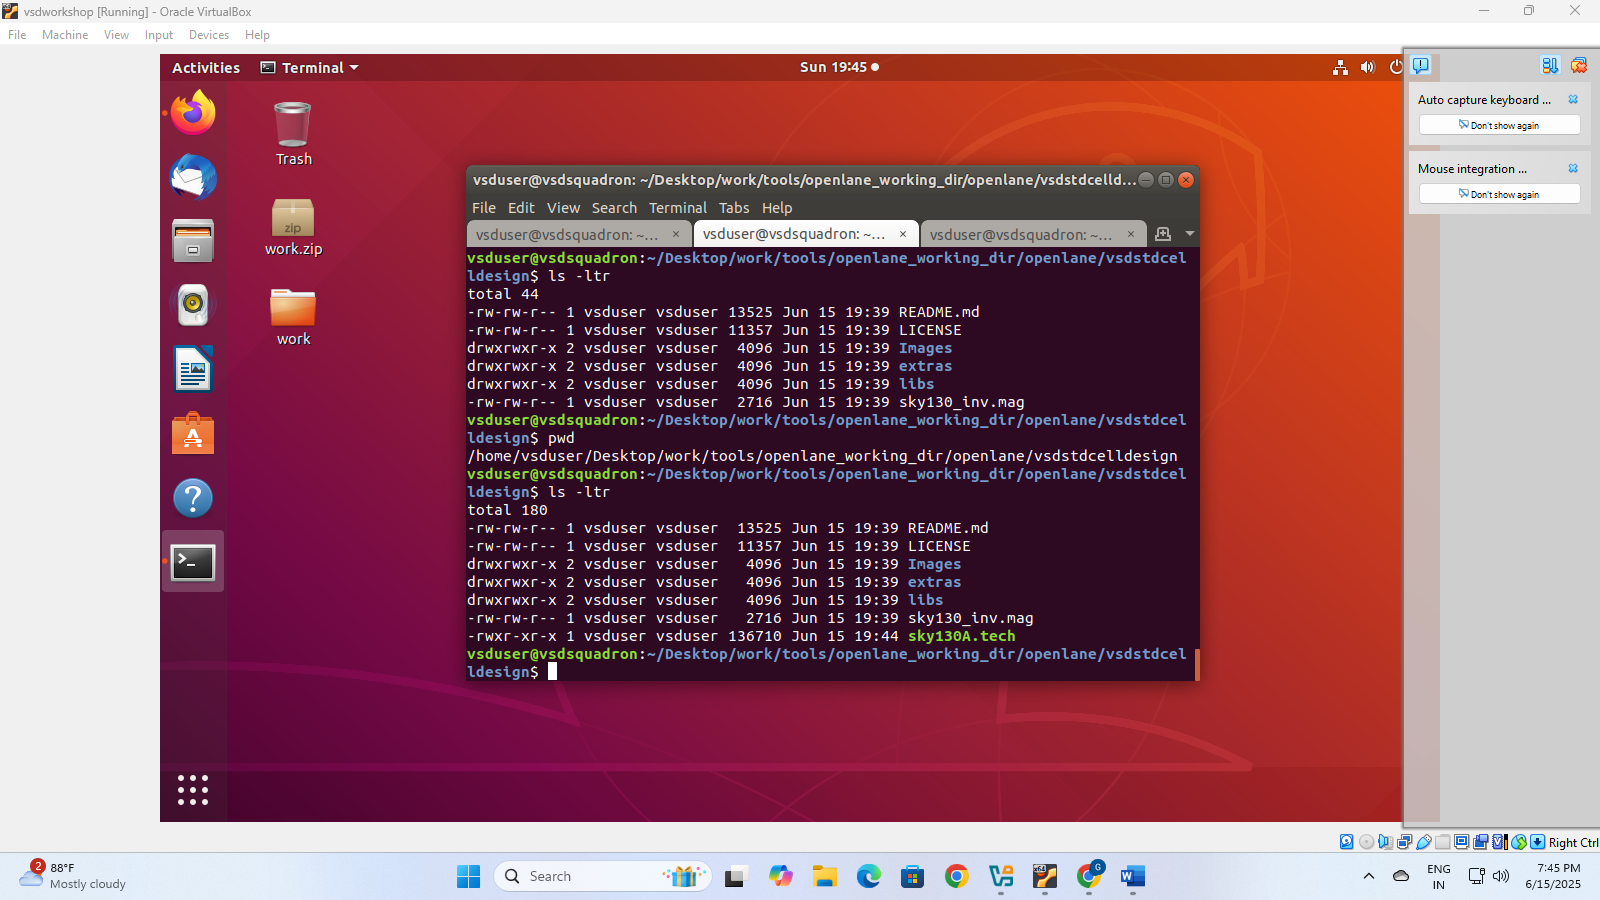 vsdworkshop [Running] - Oracle VirtualBox
File Machine View Input Devices Help
Activities Terminal Sun 19:45
Trash
zip
work.zip
work
vsduser@vsdsquadron: ~/Desktop/work/tools/openlane_working_dir/openlane/vsdstdcelld...
File Edit View Search Terminal Tabs Help
vsduser@vsdsquadron: ~... × vsduser@vsdsquadron: ~... × vsduser@vsdsquadron: ~... ×
vsduser@vsdsquadron:~/Desktop/work/tools/openlane_working_dir/openlane/vsdstdcel
ldesign$ ls -ltr
total 44
-rw-rw-r-- 1 vsduser vsduser 13525 Jun 15 19:39 README.md
-rw-rw-r-- 1 vsduser vsduser 11357 Jun 15 19:39 LICENSE
drwxrwxr-x 2 vsduser vsduser 4096 Jun 15 19:39 Images
drwxrwxr-x 2 vsduser vsduser 4096 Jun 15 19:39 extras
drwxrwxr-x 2 vsduser vsduser 4096 Jun 15 19:39 libs
-rw-rw-r-- 1 vsduser vsduser 2716 Jun 15 19:39 sky130_inv.mag
vsduser@vsdsquadron:~/Desktop/work/tools/openlane_working_dir/openlane/vsdstdcel
ldesign$ pwd
/home/vsduser/Desktop/work/tools/openlane_working_dir/openlane/vsdstdcelldesign
vsduser@vsdsquadron:~/Desktop/work/tools/openlane_working_dir/openlane/vsdstdcel
ldesign$ ls -ltr
total 180
-rw-rw-r-- 1 vsduser vsduser 13525 Jun 15 19:39 README.md
-rw-rw-r-- 1 vsduser vsduser 11357 Jun 15 19:39 LICENSE
drwxrwxr-x 2 vsduser vsduser 4096 Jun 15 19:39 Images
drwxrwxr-x 2 vsduser vsduser 4096 Jun 15 19:39 extras
drwxrwxr-x 2 vsduser vsduser 4096 Jun 15 19:39 libs
-rw-rw-r-- 1 vsduser vsduser 2716 Jun 15 19:39 sky130_inv.mag
-rwxr-xr-x 1 vsduser vsduser 136710 Jun 15 19:44 sky130A.tech
vsduser@vsdsquadron:~/Desktop/work/tools/openlane_working_dir/openlane/vsdstdcel
ldesign$
Auto capture keyboard ...
Don't show again
Mouse integration ...
Don't show again
Right Ctrl
2
88°F
Mostly cloudy
Search
x64
G
W
ENG
IN
7:45 PM
6/15/2025